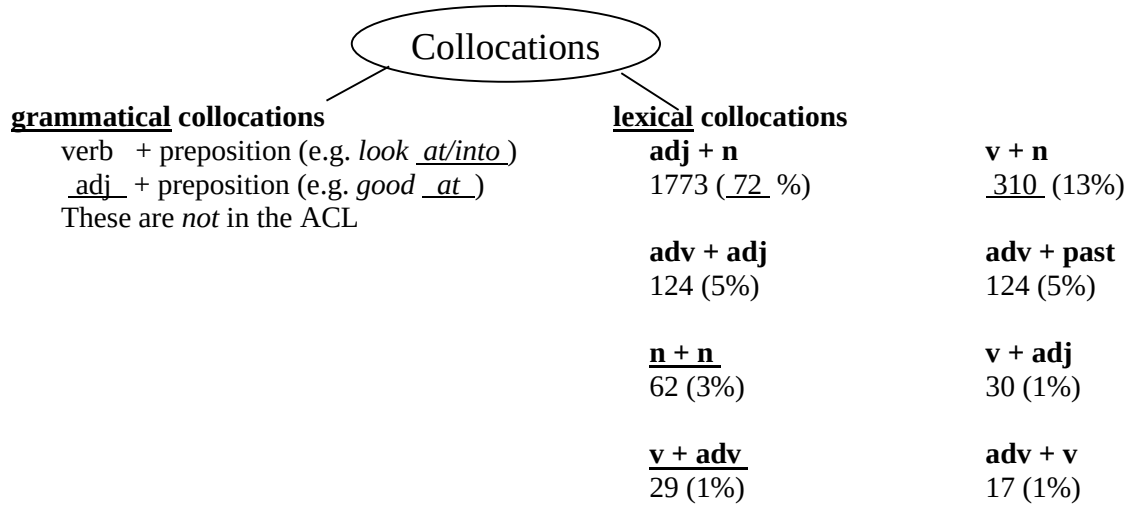 Collocations
grammatical collocations
verb + preposition (e.g. look at/into )
adj + preposition (e.g. good at )
These are not in the ACL
lexical collocations
adj + n
1773 ( 72 %)
v + n
310 (13%)
adv + adj
124 (5%)
adv + past
124 (5%)
n + n
62 (3%)
v + adj
30 (1%)
v + adv
29 (1%)
adv + v
17 (1%)